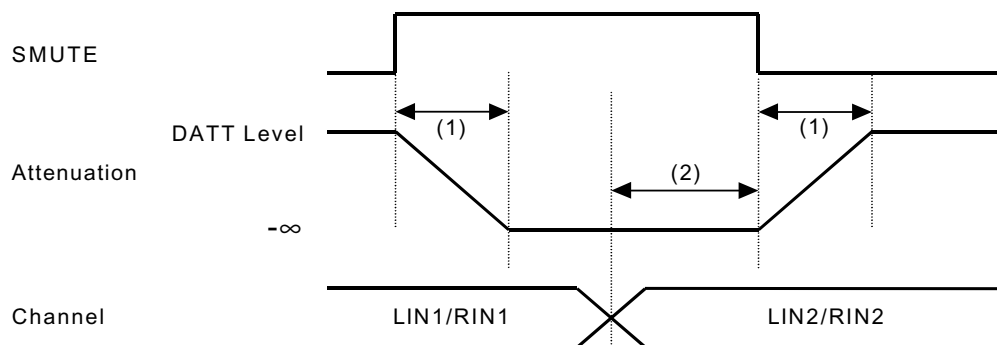 SMUTE
(1)
(1)
DATT Level
Attenuation
(2)
-∞
Channel
LIN1/RIN1
LIN2/RIN2